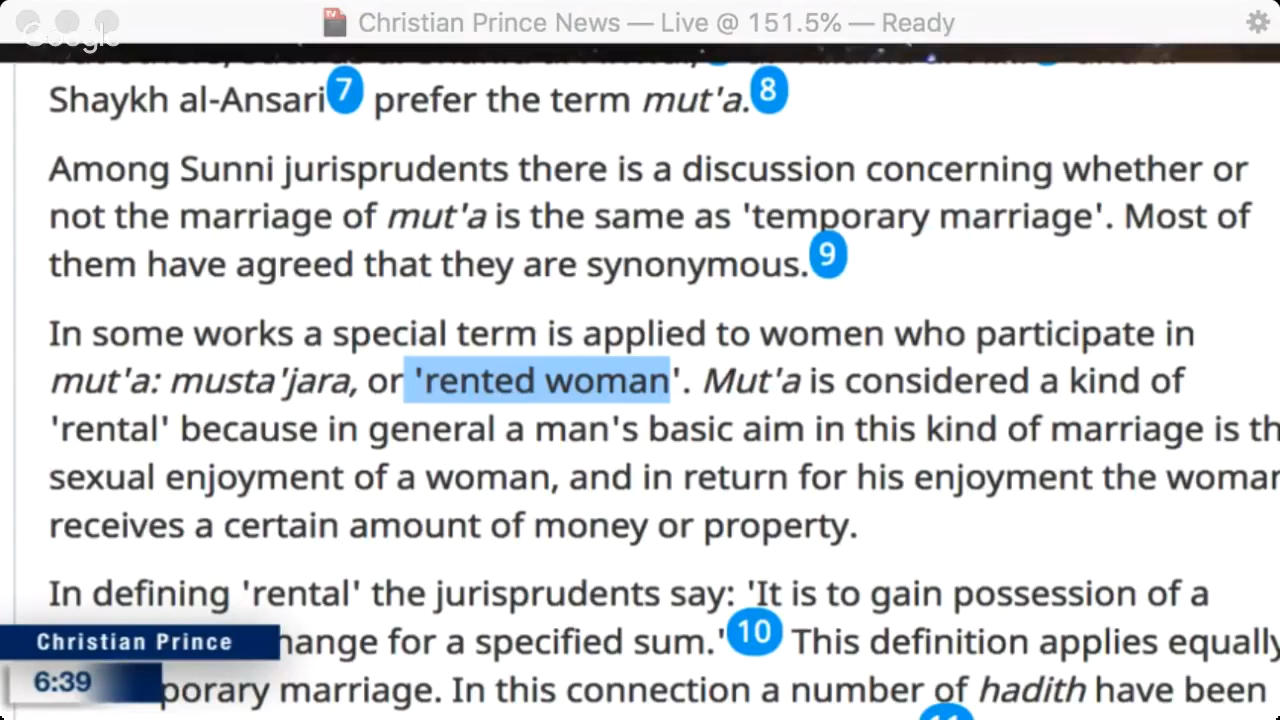 Christian Prince News — Live @ 151.5% — Ready
Google
Shaykh al-Ansari7 prefer the term mut'a.8
Among Sunni jurisprudents there is a discussion concerning whether or
not the marriage of mut'a is the same as 'temporary marriage'. Most of
them have agreed that they are synonymous.9
In some works a special term is applied to women who participate in
mut'a: musta'jara, or 'rented woman'. Mut'a is considered a kind of
'rental' because in general a man's basic aim in this kind of marriage is th
sexual enjoyment of a woman, and in return for his enjoyment the woman
receives a certain amount of money or property.
In defining 'rental' the jurisprudents say: 'It is to gain possession of a
hange for a specified sum.'10 This definition applies equally
porary marriage. In this connection a number of hadith have been
11
Christian Prince
6:39